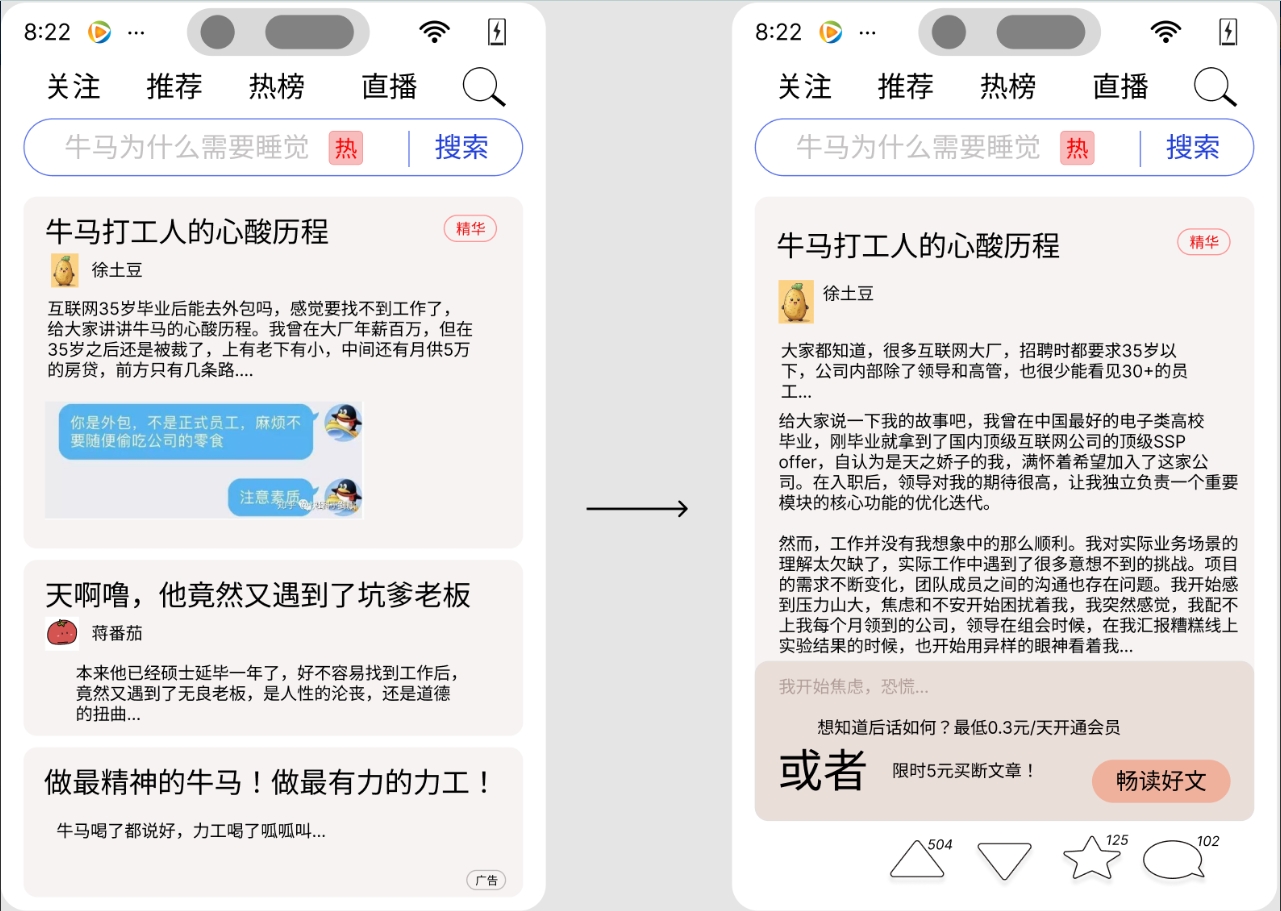 8:22 ...
关注 推荐 热榜 直播
牛马为什么需要睡觉 热 搜索
牛马打工人的心酸历程 精华
徐土豆
互联网35岁毕业后能去外包吗，感觉要找不到工作了，
给大家讲讲牛马的心酸历程。我曾在大厂年薪百万，但在
35岁之后还是被裁了，上有老下有小，中间还有月供5万
的房贷，前方只有几条路....
你是外包，不是正式员工，麻烦不
要随便偷吃公司的零食
注意素质
天啊噜，他竟然又遇到了坑爹老板
蒋番茄
本来他已经硕士延毕一年了，好不容易找到工作后，
竟然又遇到了无良老板，是人性的沦丧，还是道德
的扭曲...
做最精神的牛马！做最有力的力工！
牛马喝了都说好，力工喝了呱呱叫...
广告
8:22 ...
关注 推荐 热榜 直播
牛马为什么需要睡觉 热 搜索
牛马打工人的心酸历程 精华
徐土豆
大家都知道，很多互联网大厂，招聘时都要求35岁以
下，公司内部除了领导和高管，也很少能看见30+的员
工...
给大家说一下我的故事吧，我曾在中国最好的电子类高校
毕业，刚毕业就拿到了国内顶级互联网公司的顶级SSP
offer，自认为是天之娇子的我，满怀着希望加入了这家公
司。在入职后，领导对我的期待很高，让我独立负责一个重要
模块的核心功能的优化迭代。
然而，工作并没有我想象中的那么顺利。我对实际业务场景的
理解太欠缺了，实际工作中遇到了很多意想不到的挑战。项目
的需求不断变化，团队成员之间的沟通也存在问题。我开始感
到压力山大，焦虑和不安开始困扰着我，我突然感觉，我配不
上我每个月领到的公司，领导在组会时候，在我汇报糟糕线上
实验结果的时候，也开始用异样的眼神看着我...
我开始焦虑，恐慌...
想知道后话如何？最低0.3元/天开通会员
或者 限时5元买断文章！ 畅读好文
504 125 102